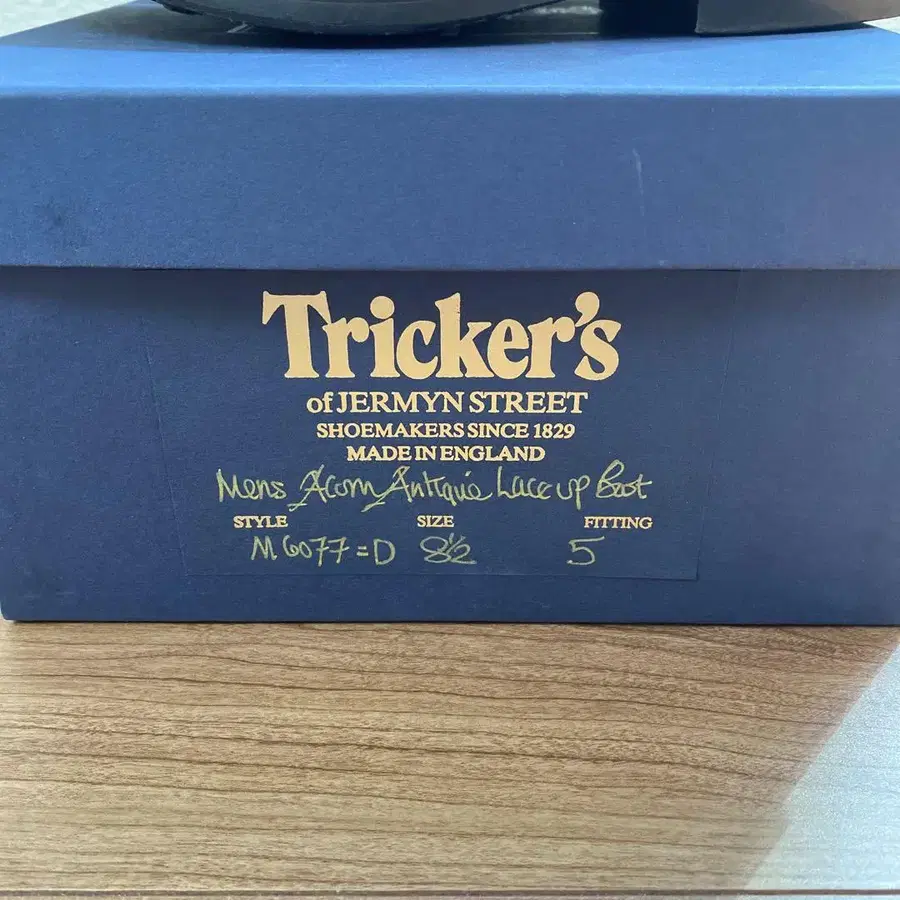 Tricker's
of JERMYN STREET
SHOEMAKERS SINCE 1829
MADE IN ENGLAND
Mens Acorn Antique Lace up Boot
STYLE SIZE FITTING
M6077=D 8½ 5